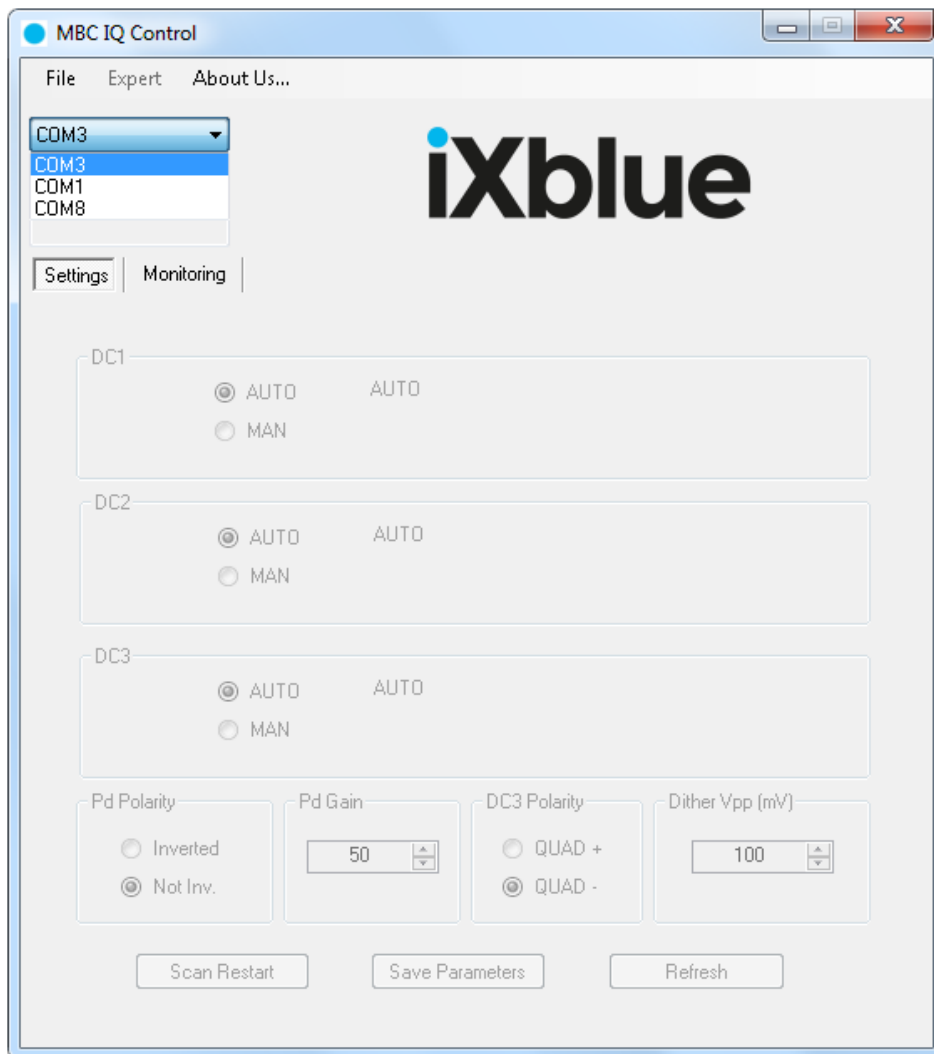 MBC IQ Control
File Expert About Us...
COM3
COM3
COM1
COM8
iXblue
Settings Monitoring
DC1
AUTO AUTO
MAN
DC2
AUTO AUTO
MAN
DC3
AUTO AUTO
MAN
Pd Polarity Pd Gain DC3 Polarity Dither Vpp (mV)
Inverted 50 QUAD + 100
Not Inv. QUAD -
Scan Restart Save Parameters Refresh